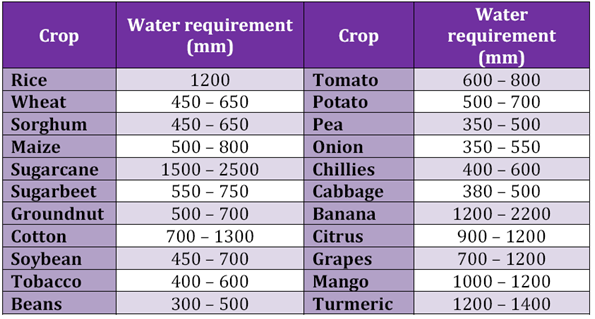 Crop Water requirement (mm) Crop Water requirement (mm)
Rice 1200 Tomato 600 – 800
Wheat 450 – 650 Potato 500 – 700
Sorghum 450 – 650 Pea 350 – 500
Maize 500 – 800 Onion 350 – 550
Sugarcane 1500 – 2500 Chillies 400 – 600
Sugarbeet 550 – 750 Cabbage 380 – 500
Groundnut 500 – 700 Banana 1200 – 2200
Cotton 700 – 1300 Citrus 900 – 1200
Soybean 450 – 700 Grapes 700 – 1200
Tobacco 400 – 600 Mango 1000 – 1200
Beans 300 – 500 Turmeric 1200 – 1400